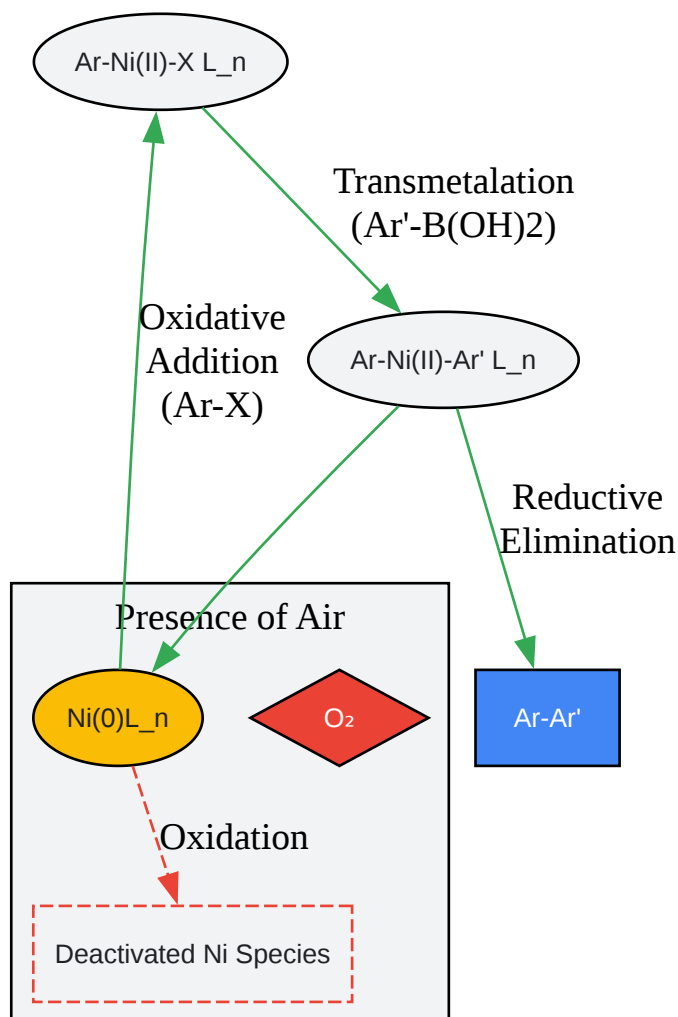 Ar-Ni(II)-X L_n
Transmetalation
(Ar'-B(OH)2)
Oxidative
Addition
(Ar-X)
Ar-Ni(II)-Ar' L_n
Reductive
Elimination
Presence of Air
Ni(0)L_n
O₂
Ar-Ar'
Oxidation
Deactivated Ni Species